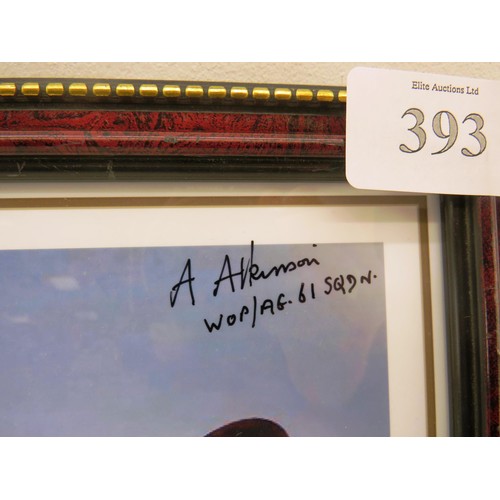 Elite Auctions Ltd
393
A Atkinson
WOP/AG. 61 SQDN.